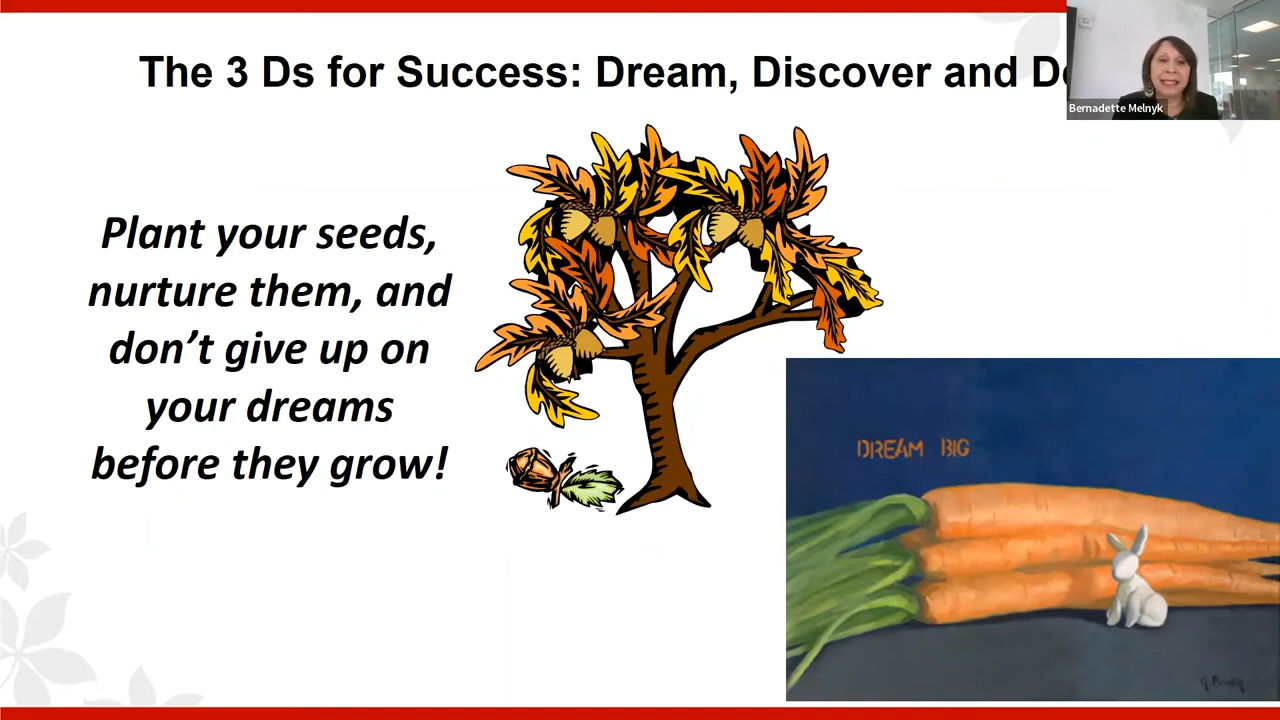 The 3 Ds for Success: Dream, Discover and
Bernadette Melnyk
Plant your seeds,
nurture them, and
don't give up on
your dreams
before they grow!
DREAM BIG